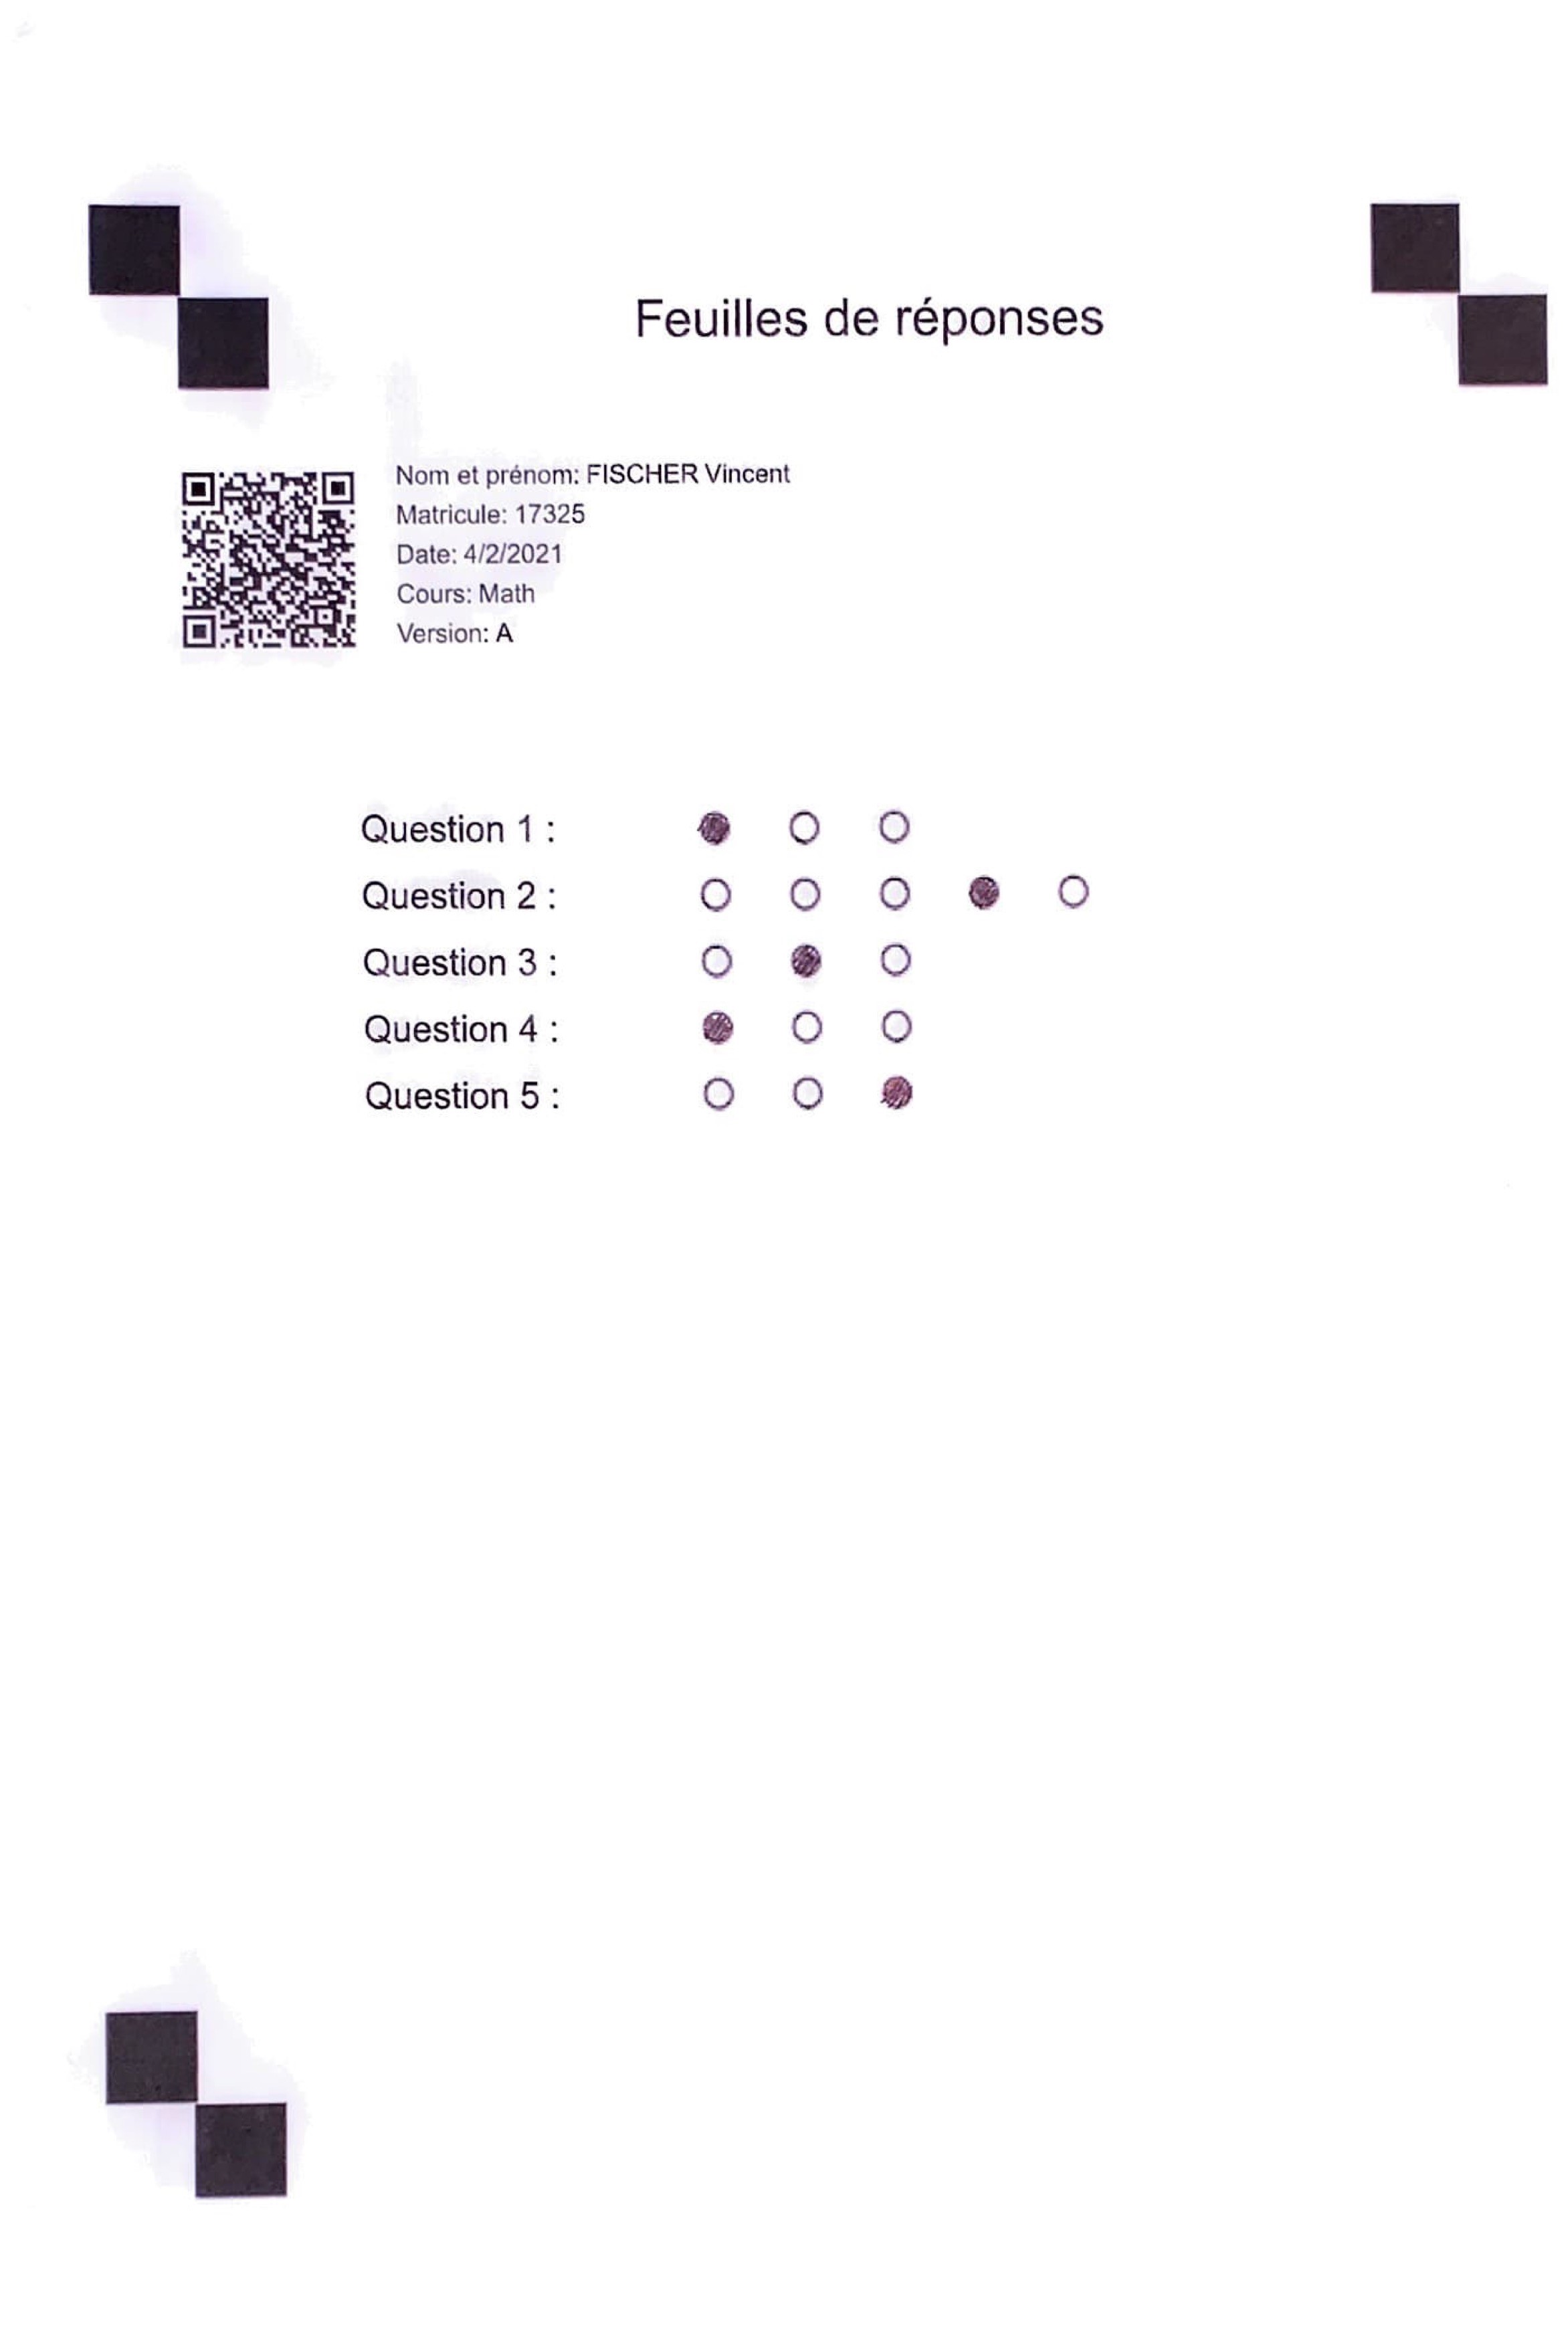 Feuilles de réponses
Nom et prénom: FISCHER Vincent
Matricule: 17325
Date: 4/2/2021
Cours: Math
Version: A
Question 1 :
Question 2 :
Question 3 :
Question 4 :
Question 5 :